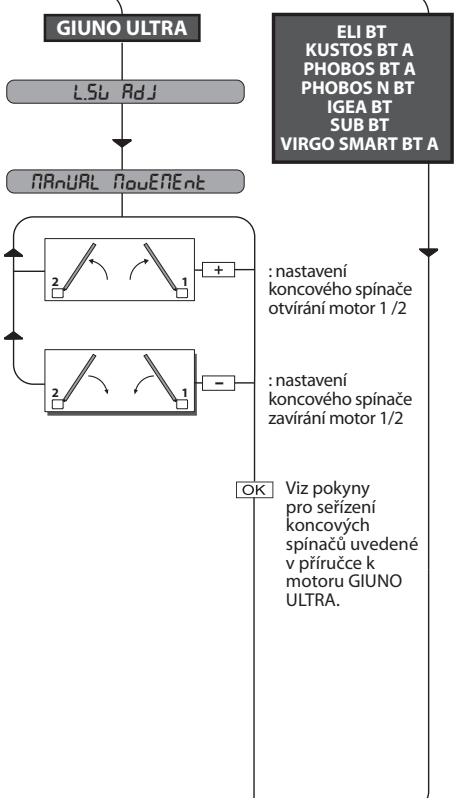 GIUNO ULTRA
L.SW AdJ
MAnUAL MovEMEnt
2
1
+
: nastavení
koncového spínače
otvírání motor 1 /2
2
1
–
: nastavení
koncového spínače
zavírání motor 1/2
OK
Viz pokyny
pro seřízení
koncových
spínačů uvedené
v příručce k
motoru GIUNO
ULTRA.
ELI BT
KUSTOS BT A
PHOBOS BT A
PHOBOS N BT
IGEA BT
SUB BT
VIRGO SMART BT A